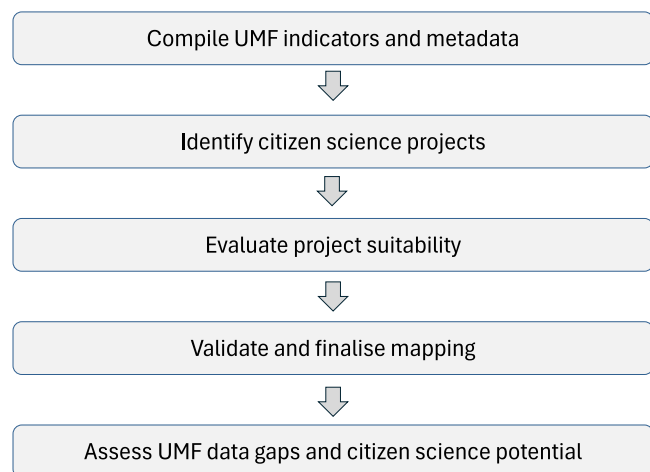 Compile UMF indicators and metadata
Identify citizen science projects
Evaluate project suitability
Validate and finalise mapping
Assess UMF data gaps and citizen science potential